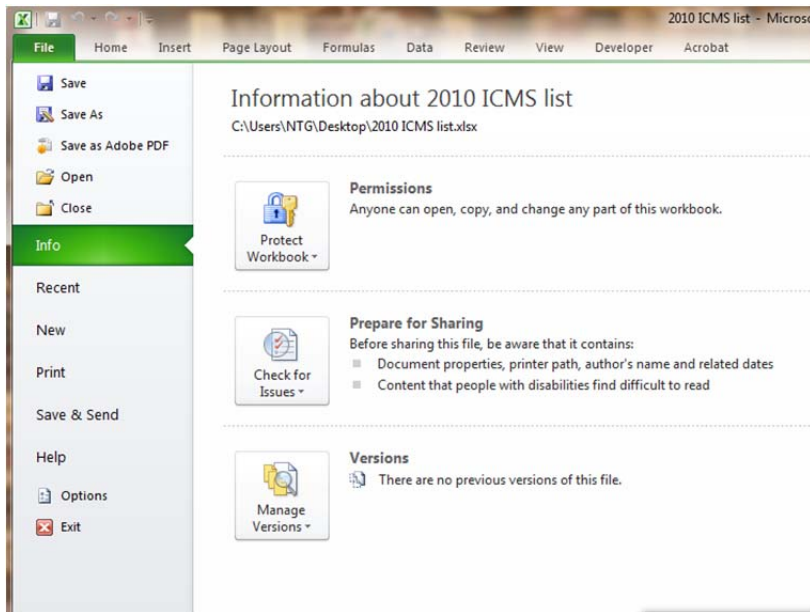 2010 ICMS list - Microso
File Home Insert Page Layout Formulas Data Review View Developer Acrobat
Save
Save As
Save as Adobe PDF
Open
Close
Info
Recent
New
Print
Save & Send
Help
Options
Exit
Information about 2010 ICMS list
C:\Users\NTG\Desktop\2010 ICMS list.xlsx
Protect
Workbook
Permissions
Anyone can open, copy, and change any part of this workbook.
Check for
Issues
Prepare for Sharing
Before sharing this file, be aware that it contains:
Document properties, printer path, author's name and related dates
Content that people with disabilities find difficult to read
Manage
Versions
Versions
There are no previous versions of this file.